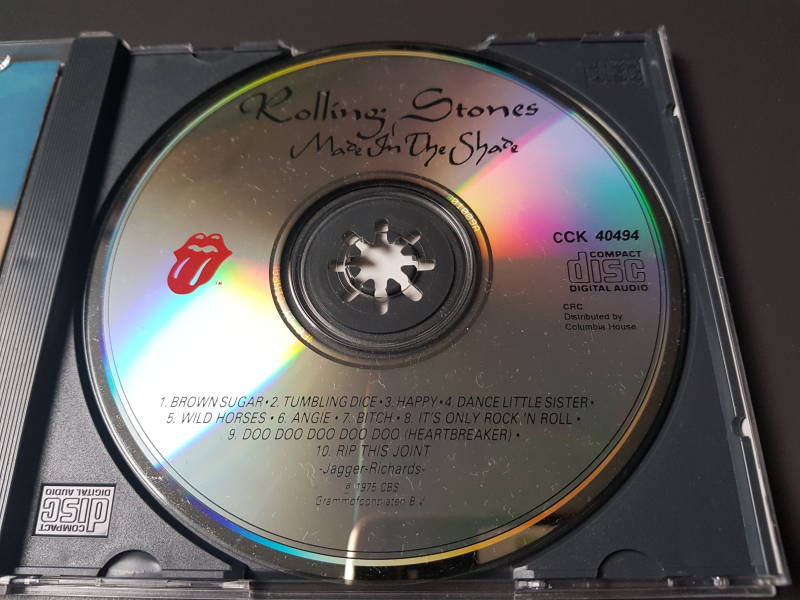 Rolling Stones
Made In The Shade
CCK 40494
COMPACT
disc
DIGITAL AUDIO
CRC
Distributed by
Columbia House
TM
1. BROWN SUGAR • 2. TUMBLING DICE • 3. HAPPY • 4. DANCE LITTLE SISTER •
5. WILD HORSES • 6. ANGIE • 7. BITCH • 8. IT'S ONLY ROCK 'N ROLL •
9. DOO DOO DOO DOO DOO (HEARTBREAKER) •
10. RIP THIS JOINT
-Jagger-Richards-
℗ 1975 CBS
Grammofoonplaten B.V.
COMPACT
disc
DIGITAL AUDIO